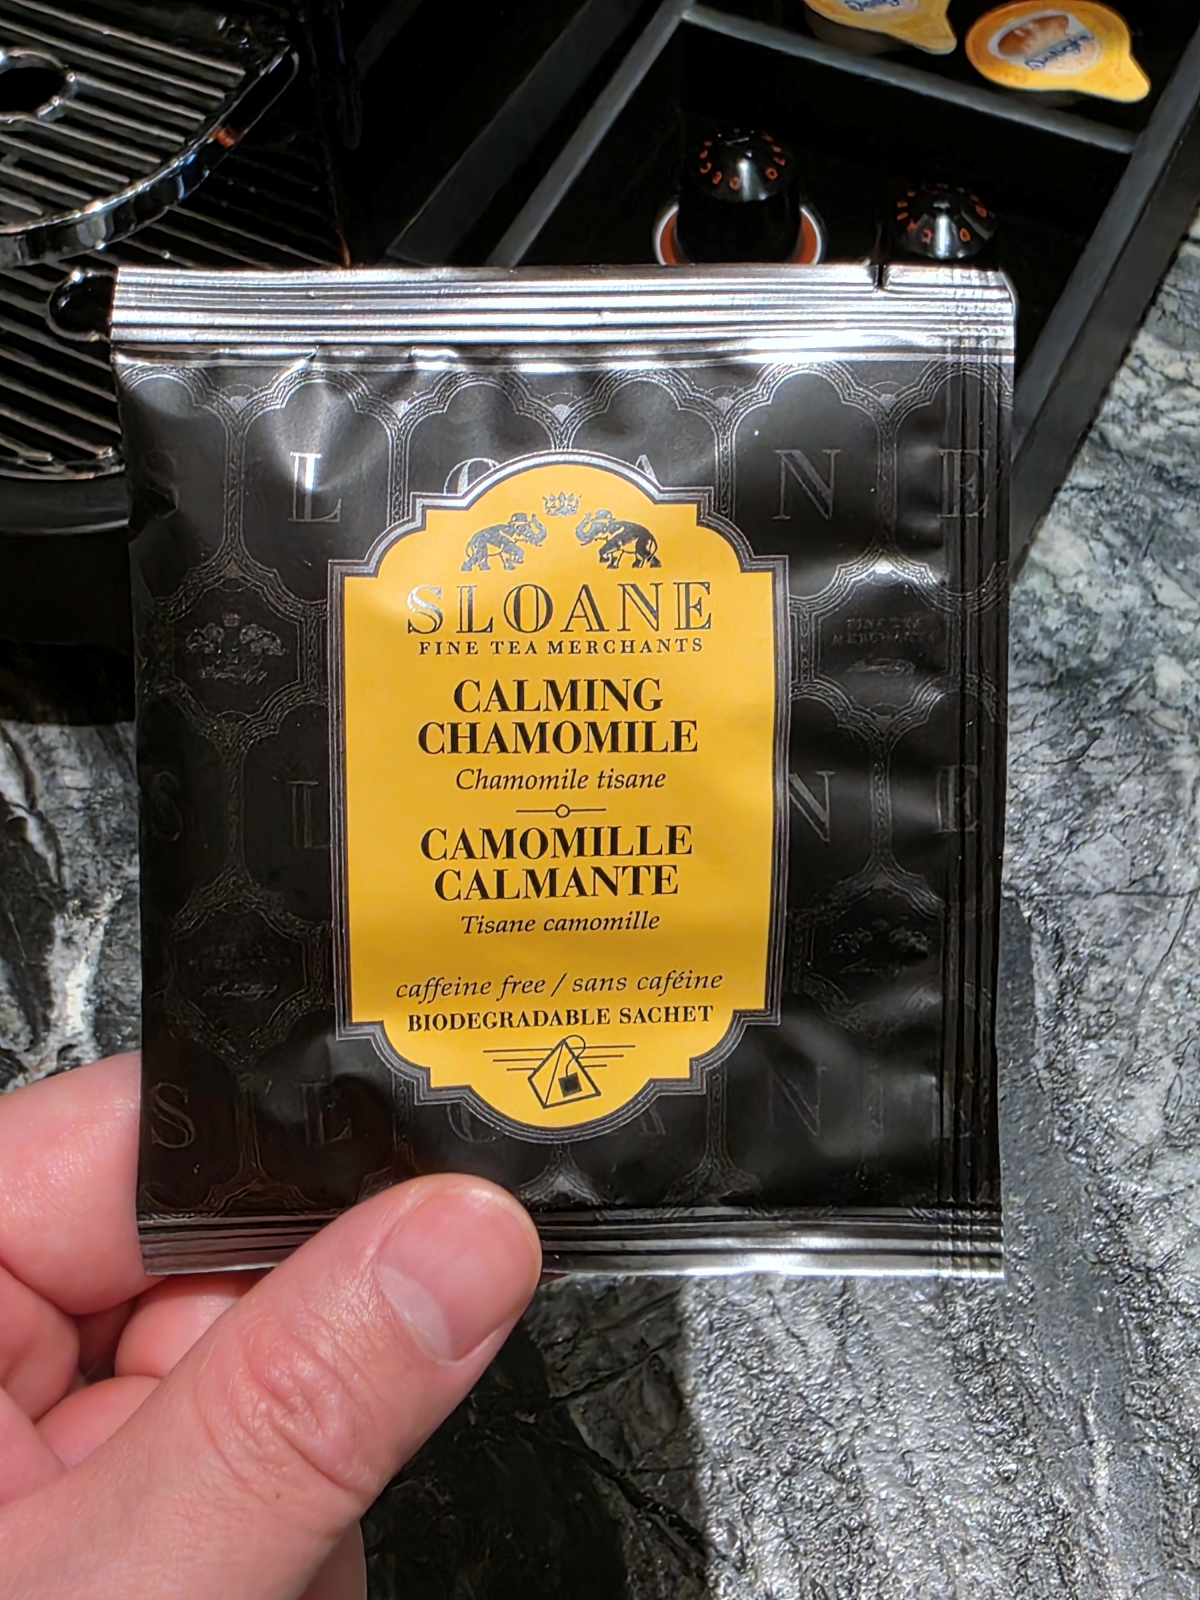 S L O A N E
SLOANE
FINE TEA MERCHANTS
CALMING
CHAMOMILE
Chamomile tisane
CAMOMILLE
CALMANTE
Tisane camomille
caffeine free / sans caféine
BIODEGRADABLE SACHET
S L N E
S L O A N